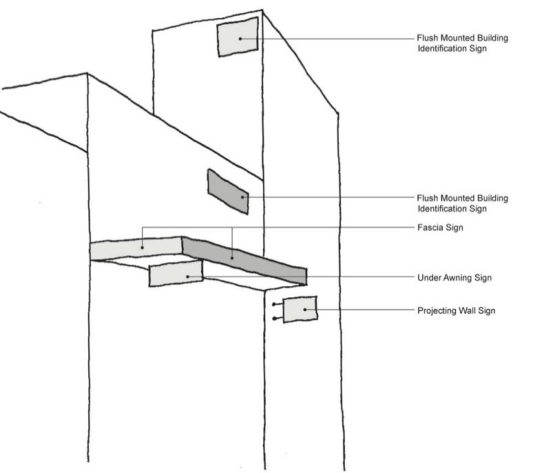 Flush Mounted Building
Identification Sign
Flush Mounted Building
Identification Sign
Fascia Sign
Under Awning Sign
Projecting Wall Sign